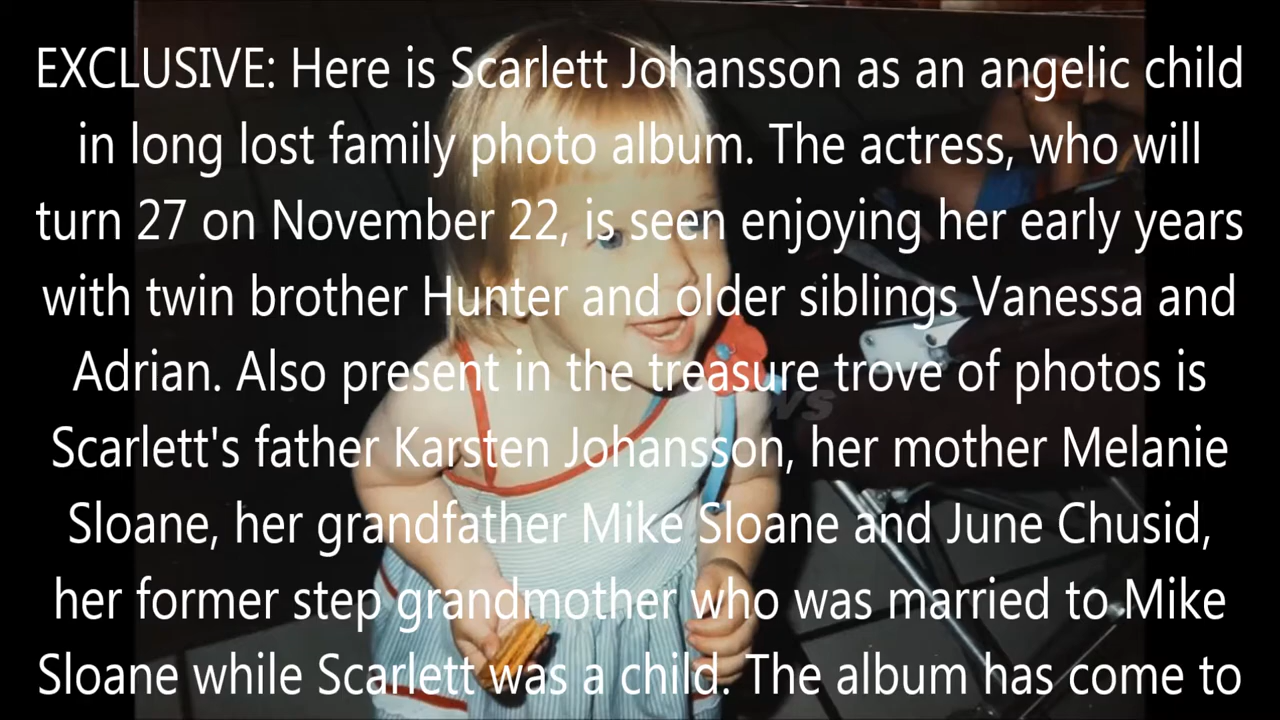 EXCLUSIVE: Here is Scarlett Johansson as an angelic child
in long lost family photo album. The actress, who will
turn 27 on November 22, is seen enjoying her early years
with twin brother Hunter and older siblings Vanessa and
Adrian. Also present in the treasure trove of photos is
Scarlett's father Karsten Johansson, her mother Melanie
Sloane, her grandfather Mike Sloane and June Chusid,
her former step grandmother who was married to Mike
Sloane while Scarlett was a child. The album has come to